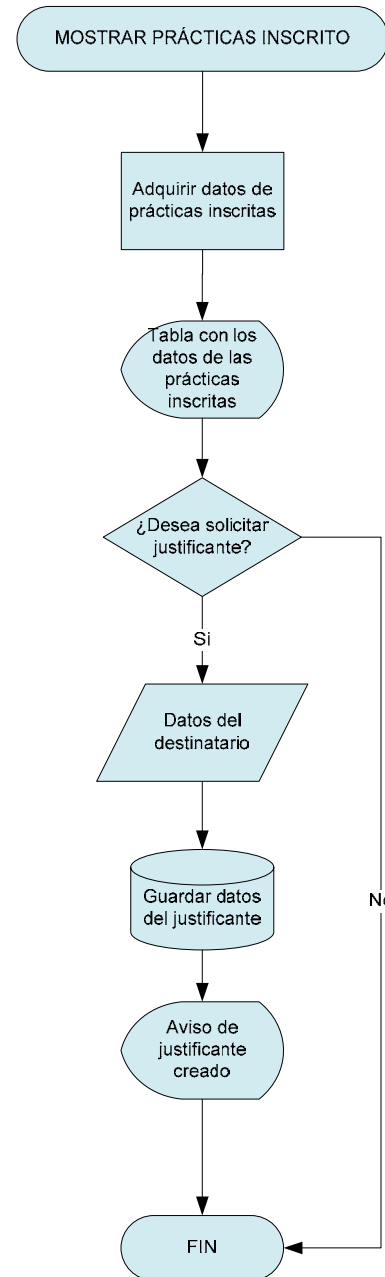 MOSTRAR PRÁCTICAS INSCRITO
Adquirir datos de
prácticas inscritas
Tabla con los
datos de las
prácticas
inscritas
¿Desea solicitar
justificante?
Si
Datos del
destinatario
Guardar datos
del justificante
No
Aviso de
justificante
creado
FIN